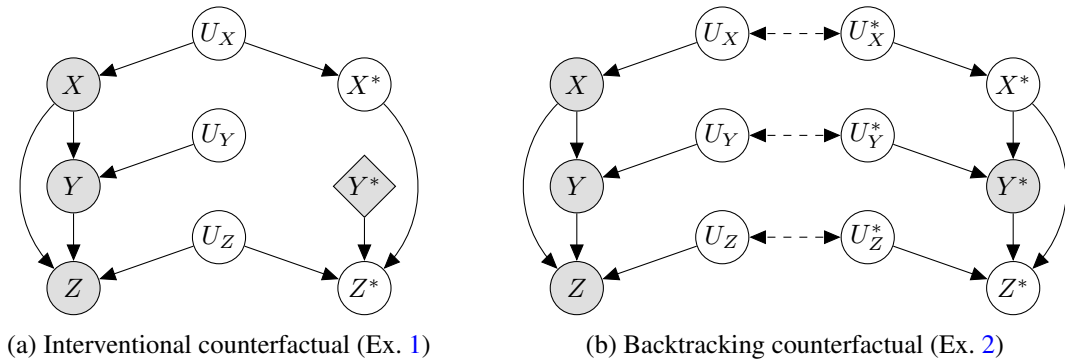 U_X U_X U*_X
X X* X X*
U_Y U_Y U*_Y
Y Y* Y Y*
U_Z U_Z U*_Z
Z Z* Z Z*
(a) Interventional counterfactual (Ex. 1) (b) Backtracking counterfactual (Ex. 2)